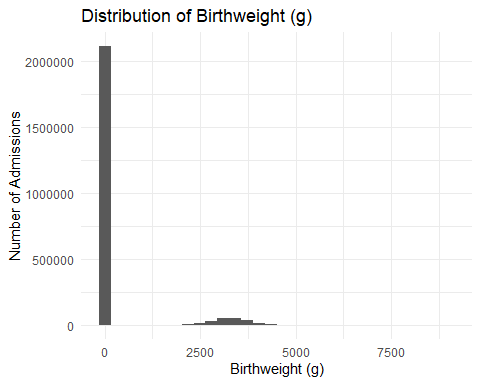 Distribution of Birthweight (g)
Number of Admissions
2000000
1500000
1000000
500000
0
0 2500 5000 7500
Birthweight (g)